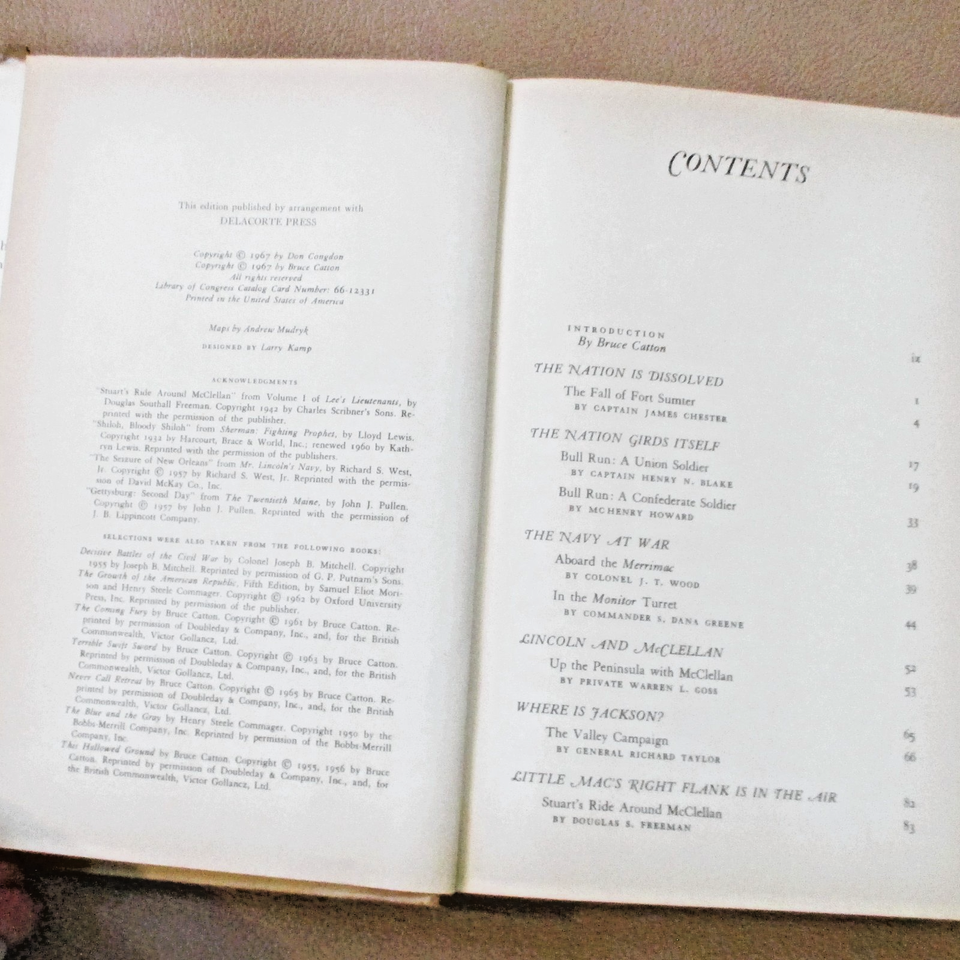 This edition published by arrangement with
DELACORTE PRESS
Copyright © 1967 by Don Congdon
Copyright © 1967 by Bruce Catton
All rights reserved
Library of Congress Catalog Card Number: 66-12331
Printed in the United States of America
Maps by Andrew Mudryk
DESIGNED BY Larry Kamp
ACKNOWLEDGMENTS
"Stuart's Ride Around McClellan" from Volume I of Lee's Lieutenants, by
Douglas Southall Freeman. Copyright 1942 by Charles Scribner's Sons. Re-
printed with the permission of the publisher.
"Shiloh, Bloody Shiloh" from Sherman: Fighting Prophet, by Lloyd Lewis.
Copyright 1932 by Harcourt, Brace & World, Inc.; renewed 1960 by Kath-
ryn Lewis. Reprinted with the permission of the publishers.
"The Seizure of New Orleans" from Mr. Lincoln's Navy, by Richard S. West,
Jr. Copyright © 1957 by Richard S. West, Jr. Reprinted with the permis-
sion of David McKay Co., Inc.
"Gettysburg: Second Day" from The Twentieth Maine, by John J. Pullen.
Copyright © 1957 by John J. Pullen. Reprinted with the permission of
J. B. Lippincott Company.
SELECTIONS WERE ALSO TAKEN FROM THE FOLLOWING BOOKS:
Decisive Battles of the Civil War by Colonel Joseph B. Mitchell. Copyright
1955 by Joseph B. Mitchell. Reprinted by permission of G. P. Putnam's Sons.
The Growth of the American Republic, Fifth Edition, by Samuel Eliot Mori-
son and Henry Steele Commager. Copyright © 1962 by Oxford University
Press, Inc. Reprinted by permission of the publisher.
The Coming Fury by Bruce Catton. Copyright © 1961 by Bruce Catton. Re-
printed by permission of Doubleday & Company, Inc., and, for the British
Commonwealth, Victor Gollancz, Ltd.
Terrible Swift Sword by Bruce Catton. Copyright © 1963 by Bruce Catton.
Reprinted by permission of Doubleday & Company, Inc., and for the British
Commonwealth, Victor Gollancz, Ltd.
Never Call Retreat by Bruce Catton. Copyright © 1965 by Bruce Catton. Re-
printed by permission of Doubleday & Company, Inc., and, for the British
Commonwealth, Victor Gollancz, Ltd.
The Blue and the Gray by Henry Steele Commager. Copyright 1950 by the
Bobbs-Merrill Company, Inc. Reprinted by permission of the Bobbs-Merrill
Company, Inc.
This Hallowed Ground by Bruce Catton. Copyright © 1955, 1956 by Bruce
Catton. Reprinted by permission of Doubleday & Company, Inc., and, for
the British Commonwealth, Victor Gollancz, Ltd.
CONTENTS
INTRODUCTION
By Bruce Catton ix
THE NATION IS DISSOLVED 1
The Fall of Fort Sumter 4
BY CAPTAIN JAMES CHESTER
THE NATION GIRDS ITSELF 17
Bull Run: A Union Soldier 19
BY CAPTAIN HENRY N. BLAKE
Bull Run: A Confederate Soldier 33
BY MCHENRY HOWARD
THE NAVY AT WAR 38
Aboard the Merrimac 39
BY COLONEL J. T. WOOD
In the Monitor Turret 44
BY COMMANDER S. DANA GREENE
LINCOLN AND McCLELLAN 52
Up the Peninsula with McClellan 53
BY PRIVATE WARREN L. GOSS
WHERE IS JACKSON? 65
The Valley Campaign 66
BY GENERAL RICHARD TAYLOR
LITTLE MAC'S RIGHT FLANK IS IN THE AIR 82
Stuart's Ride Around McClellan 83
BY DOUGLAS S. FREEMAN